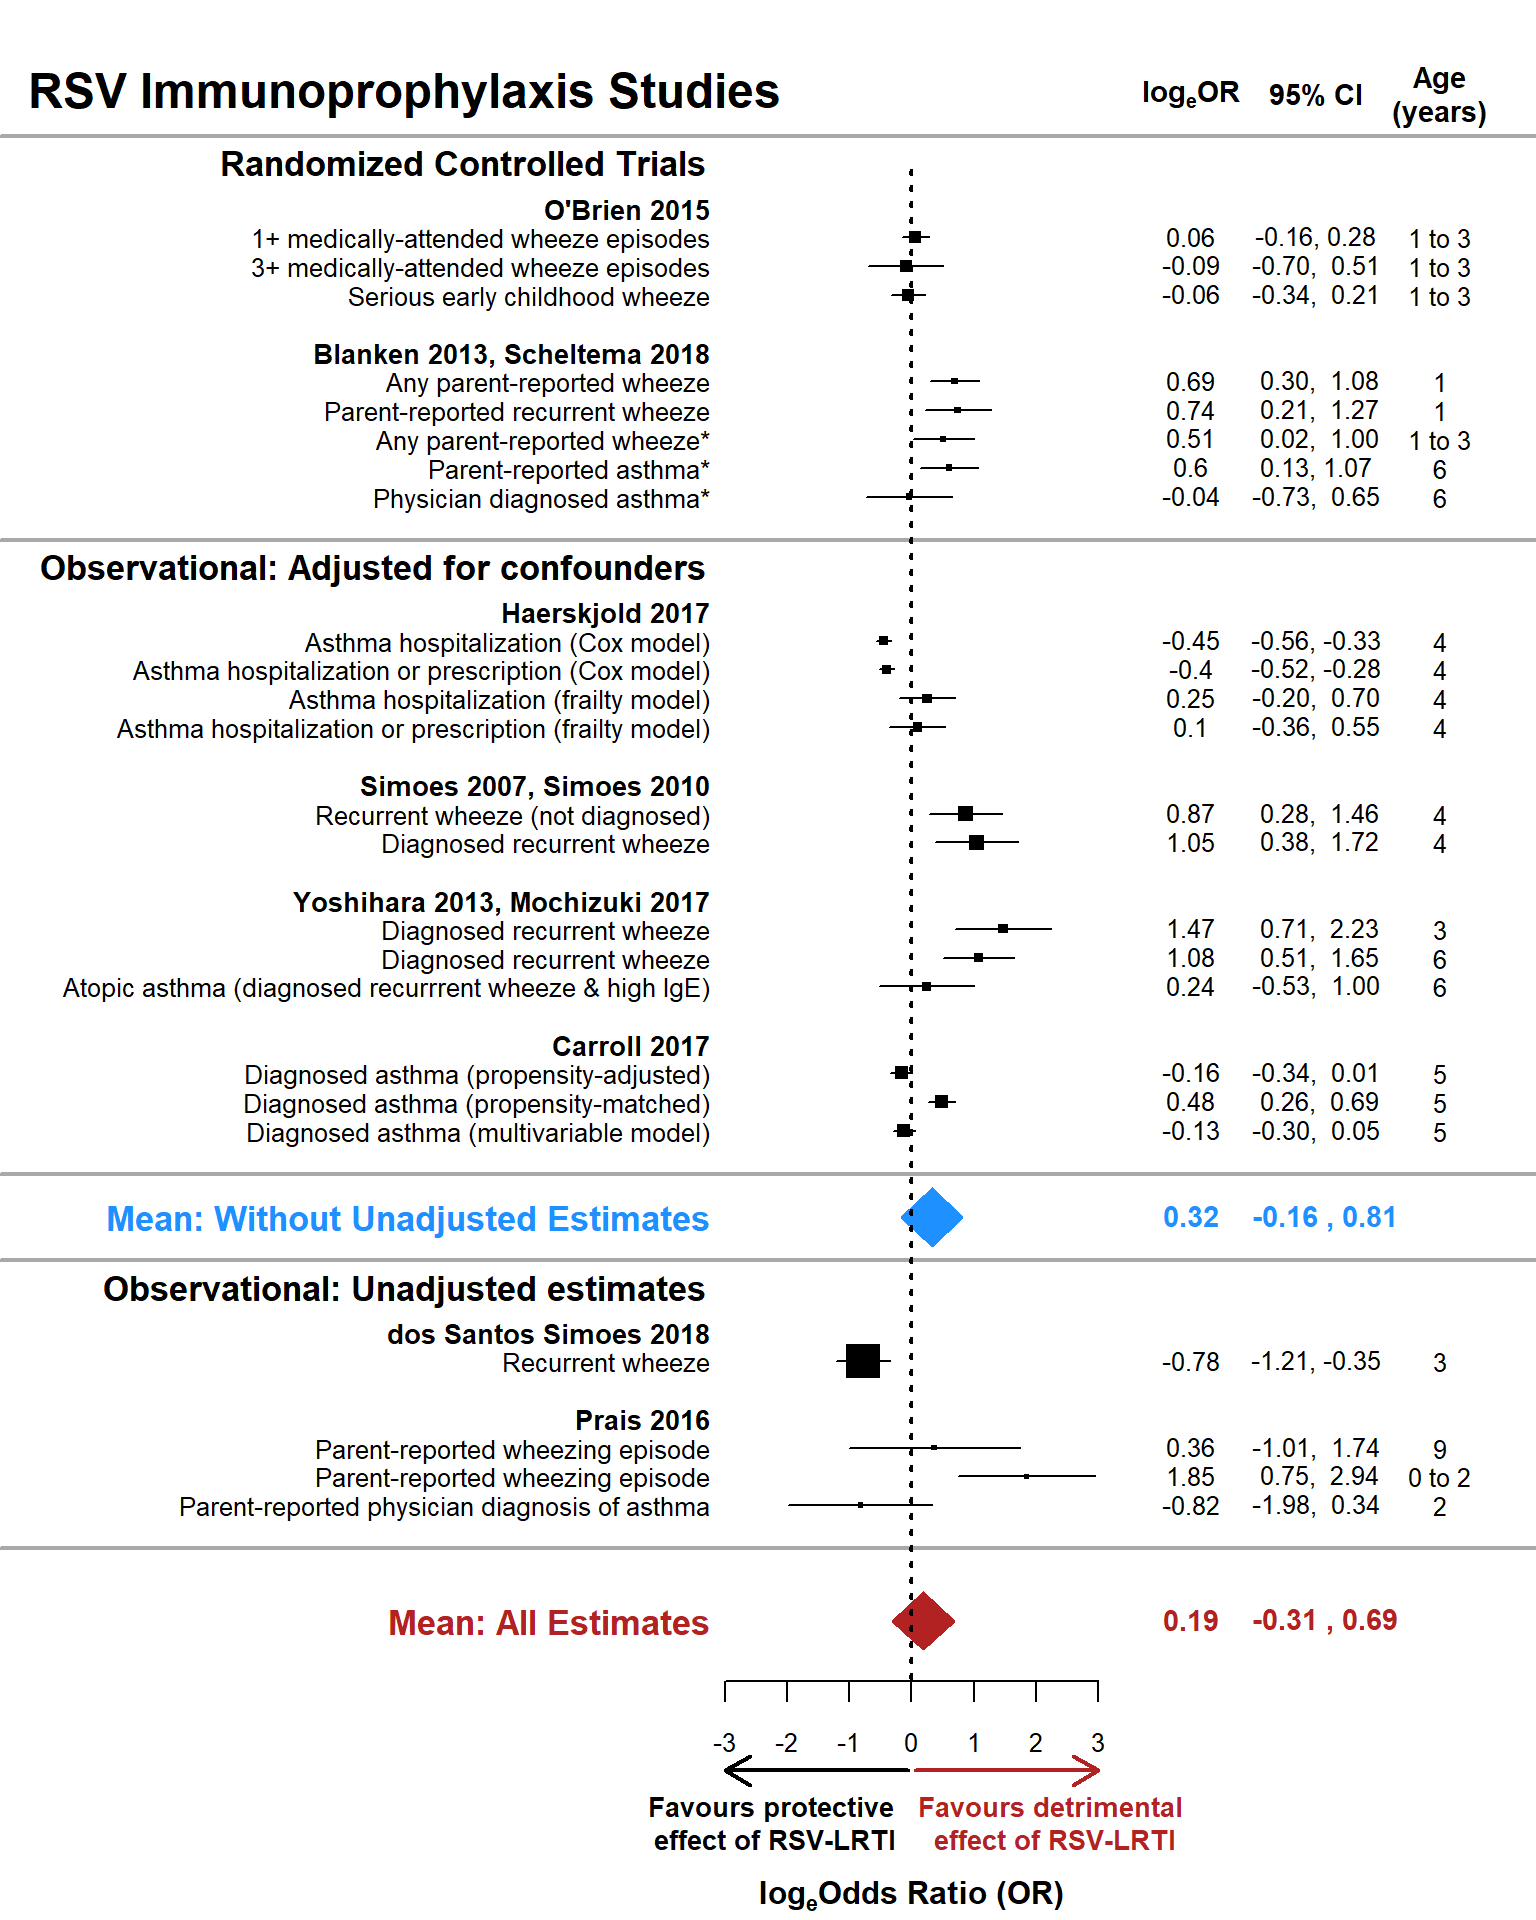 RSV Immunoprophylaxis Studies logeOR 95% CI Age (years)
Randomized Controlled Trials
O'Brien 2015
1+ medically-attended wheeze episodes 0.06 -0.16, 0.28 1 to 3
3+ medically-attended wheeze episodes -0.09 -0.70, 0.51 1 to 3
Serious early childhood wheeze -0.06 -0.34, 0.21 1 to 3
Blanken 2013, Scheltema 2018
Any parent-reported wheeze 0.69 0.30, 1.08 1
Parent-reported recurrent wheeze 0.74 0.21, 1.27 1
Any parent-reported wheeze* 0.51 0.02, 1.00 1 to 3
Parent-reported asthma* 0.6 0.13, 1.07 6
Physician diagnosed asthma* -0.04 -0.73, 0.65 6
Observational: Adjusted for confounders
Haerskjold 2017
Asthma hospitalization (Cox model) -0.45 -0.56, -0.33 4
Asthma hospitalization or prescription (Cox model) -0.4 -0.52, -0.28 4
Asthma hospitalization (frailty model) 0.25 -0.20, 0.70 4
Asthma hospitalization or prescription (frailty model) 0.1 -0.36, 0.55 4
Simoes 2007, Simoes 2010
Recurrent wheeze (not diagnosed) 0.87 0.28, 1.46 4
Diagnosed recurrent wheeze 1.05 0.38, 1.72 4
Yoshihara 2013, Mochizuki 2017
Diagnosed recurrent wheeze 1.47 0.71, 2.23 3
Diagnosed recurrent wheeze 1.08 0.51, 1.65 6
Atopic asthma (diagnosed recurrrent wheeze & high IgE) 0.24 -0.53, 1.00 6
Carroll 2017
Diagnosed asthma (propensity-adjusted) -0.16 -0.34, 0.01 5
Diagnosed asthma (propensity-matched) 0.48 0.26, 0.69 5
Diagnosed asthma (multivariable model) -0.13 -0.30, 0.05 5
Mean: Without Unadjusted Estimates 0.32 -0.16 , 0.81
Observational: Unadjusted estimates
dos Santos Simoes 2018
Recurrent wheeze -0.78 -1.21, -0.35 3
Prais 2016
Parent-reported wheezing episode 0.36 -1.01, 1.74 9
Parent-reported wheezing episode 1.85 0.75, 2.94 0 to 2
Parent-reported physician diagnosis of asthma -0.82 -1.98, 0.34 2
Mean: All Estimates 0.19 -0.31 , 0.69
-3 -2 -1 0 1 2 3
Favours protective Favours detrimental
effect of RSV-LRTI effect of RSV-LRTI
logeOdds Ratio (OR)